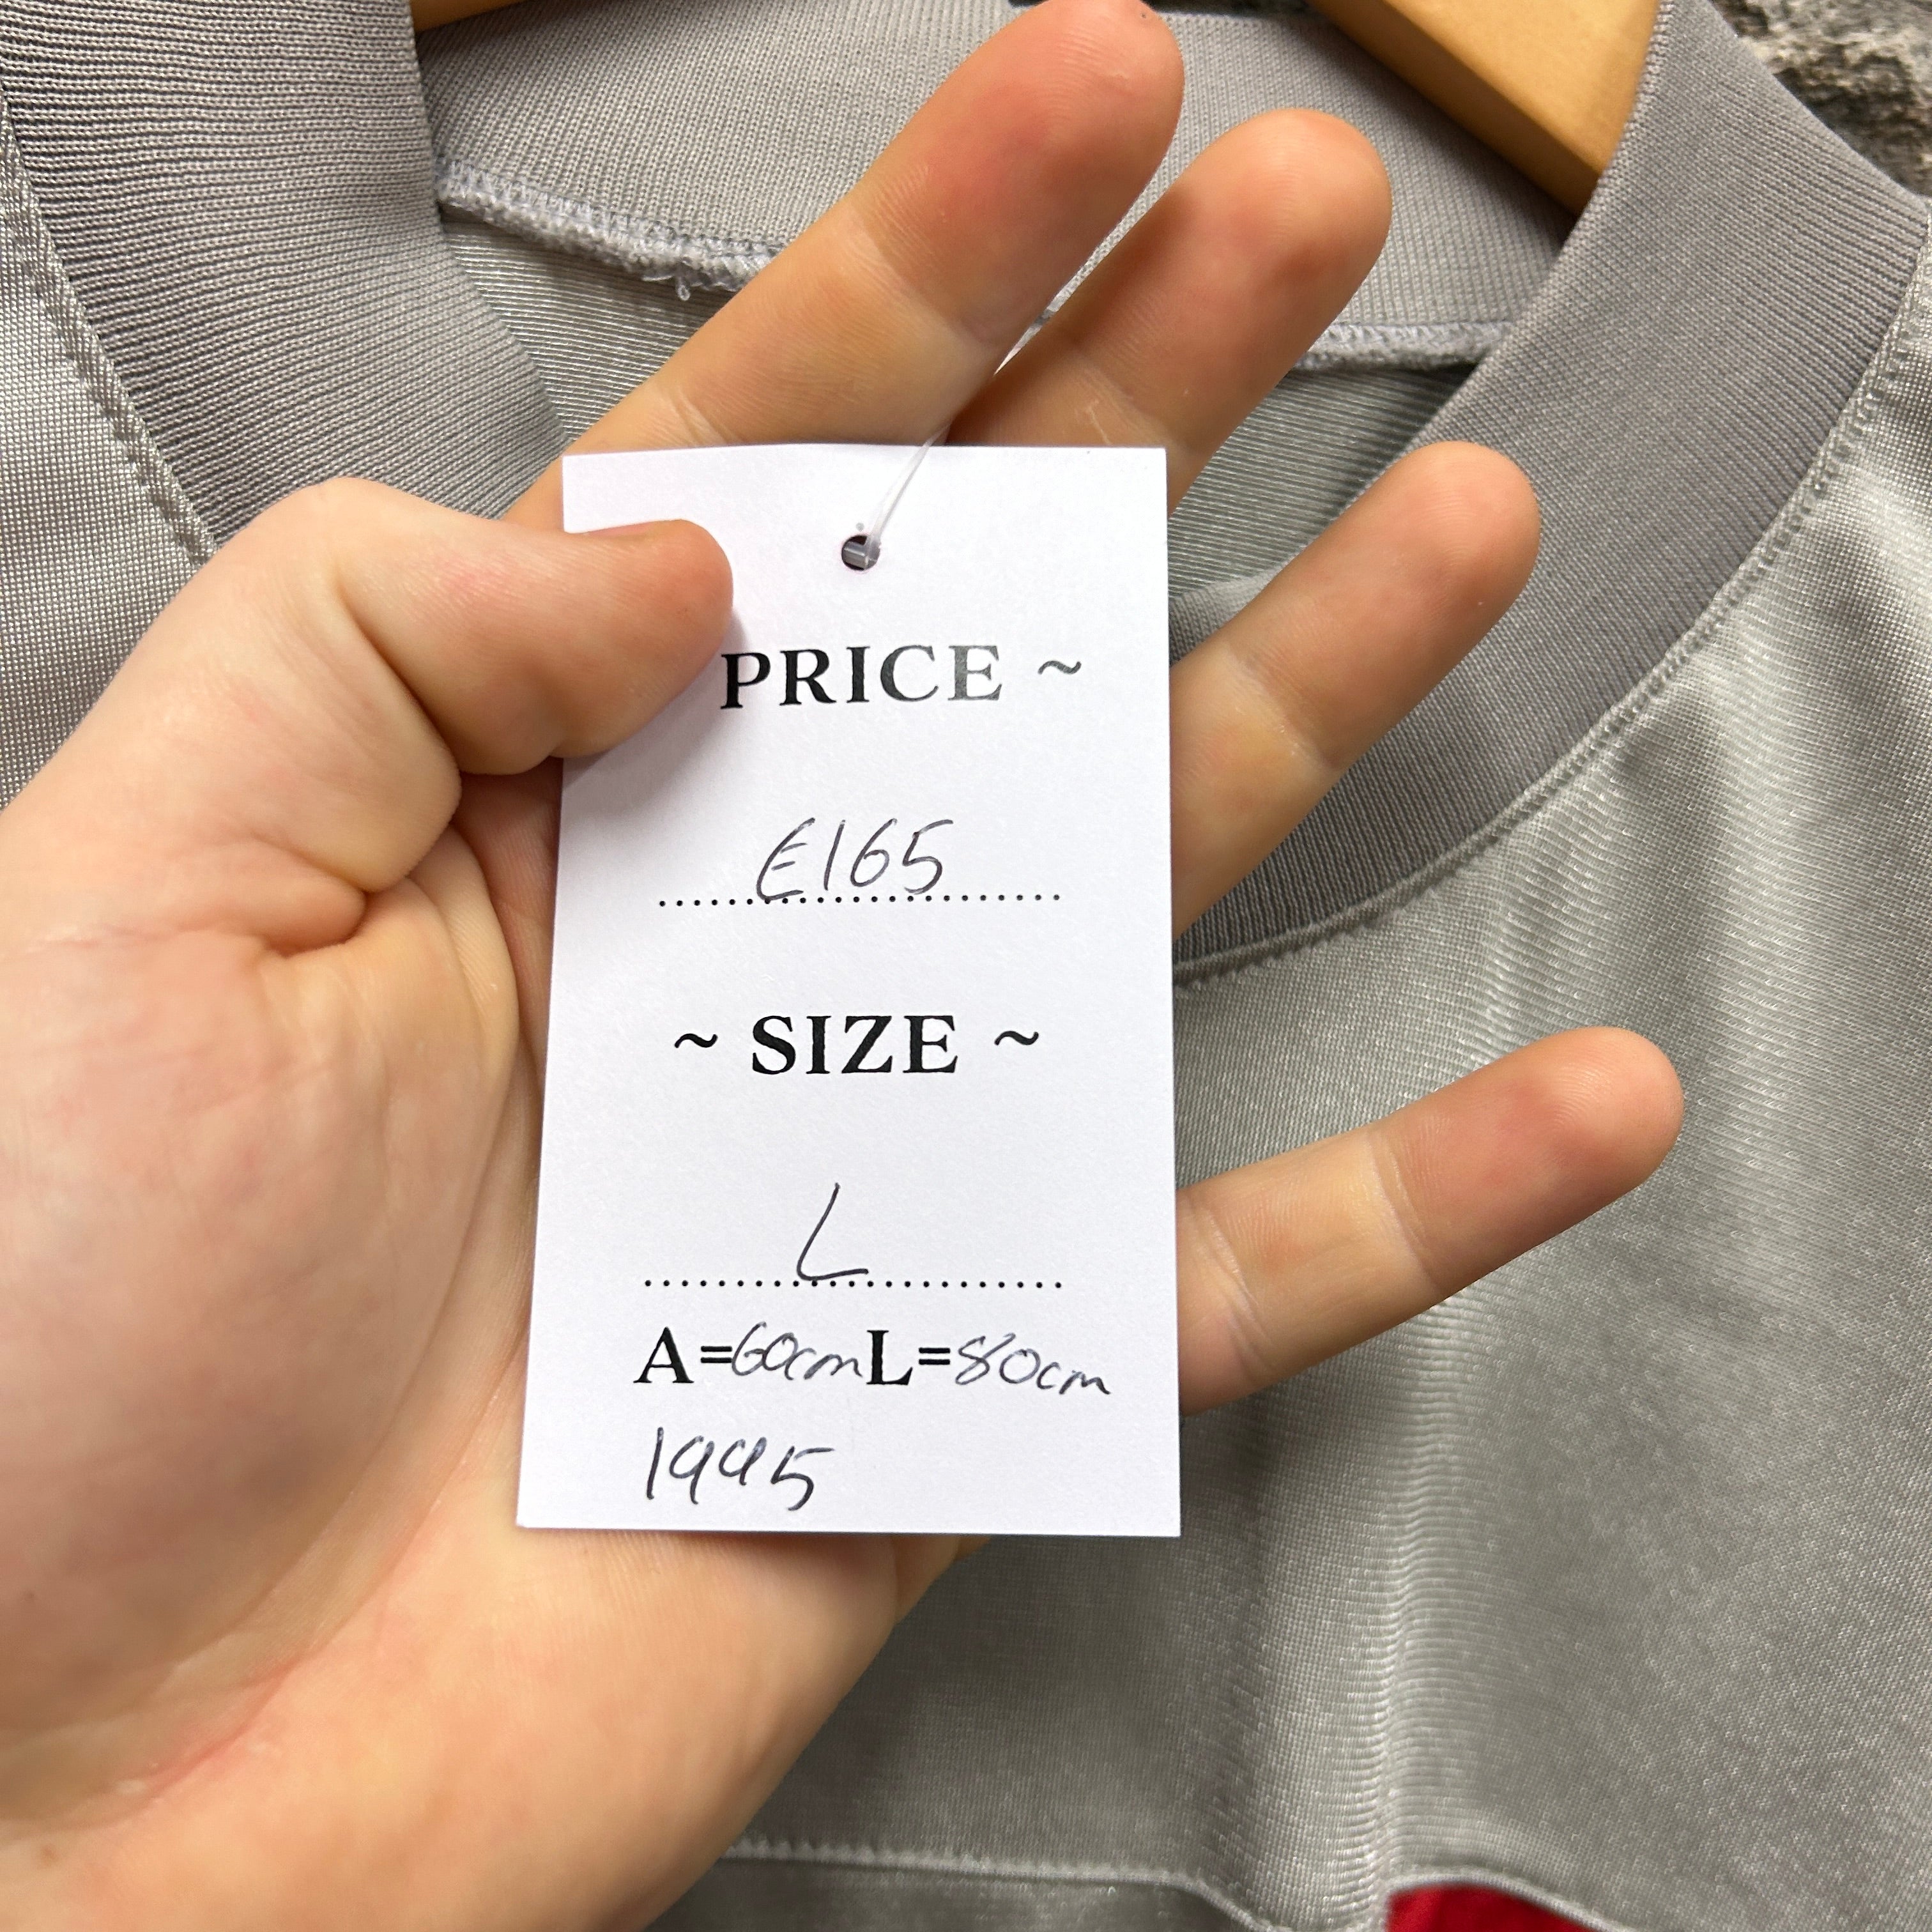 PRICE ~
€165
~ SIZE ~
L
A=60cm L=80cm
1995